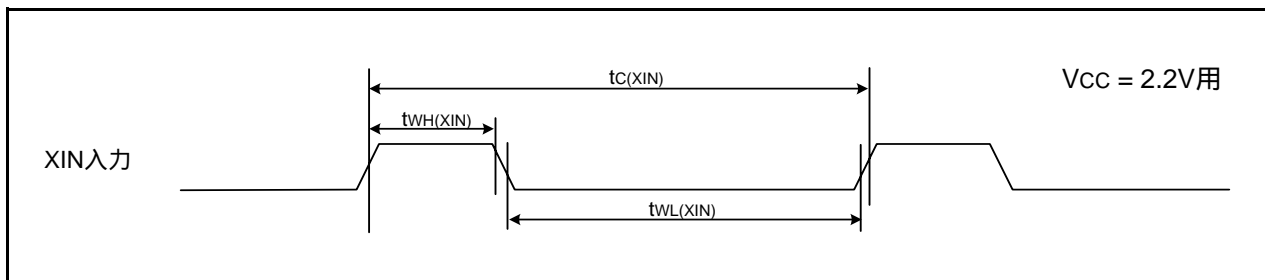 tC(XIN)
VCC = 2.2V用
tWH(XIN)
XIN入力
tWL(XIN)